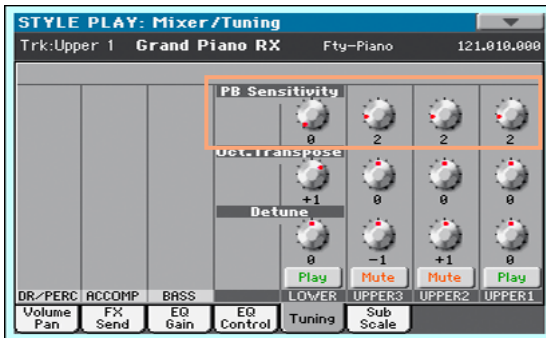 STYLE PLAY: Mixer/Tuning
Trk:Upper 1 Grand Piano RX Fty-Piano 121.010.000
PB Sensitivity
0 2 2 2
Oct.Transpose
+1 0 0 0
Detune
0 -1 +1 0
Play Mute Mute Play
DR/PERC ACCOMP BASS LOWER UPPER3 UPPER2 UPPER1
Volume Pan FX Send EQ Gain EQ Control Tuning Sub Scale